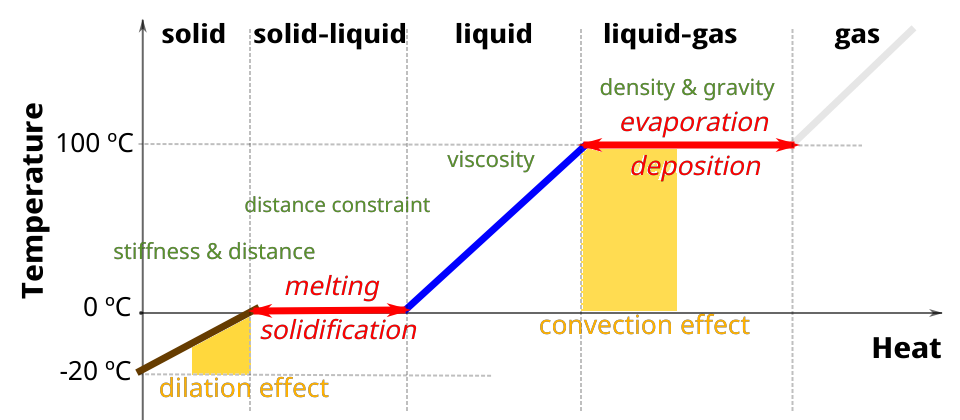 solid
solid-liquid
liquid
liquid-gas
gas
density & gravity
evaporation
100 ºC
viscosity
deposition
distance constraint
stiffness & distance
Temperature
melting
0 ºC
solidification
convection effect
Heat
-20 ºC
dilation effect